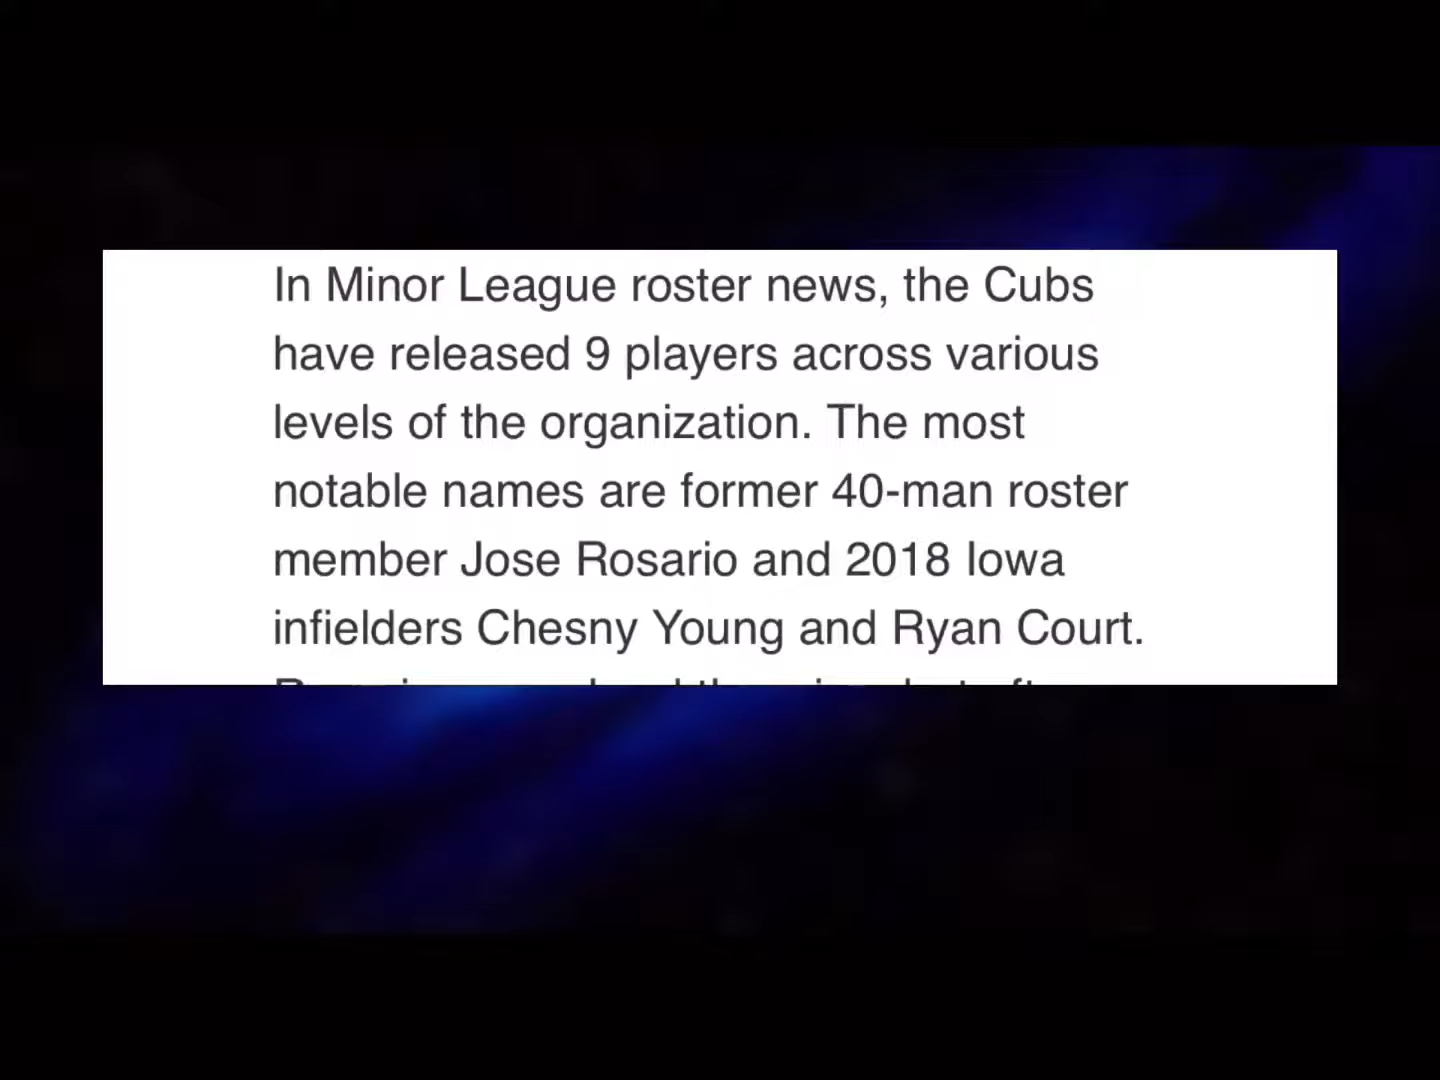 In Minor League roster news, the Cubs
have released 9 players across various
levels of the organization. The most
notable names are former 40-man roster
member Jose Rosario and 2018 Iowa
infielders Chesny Young and Ryan Court.